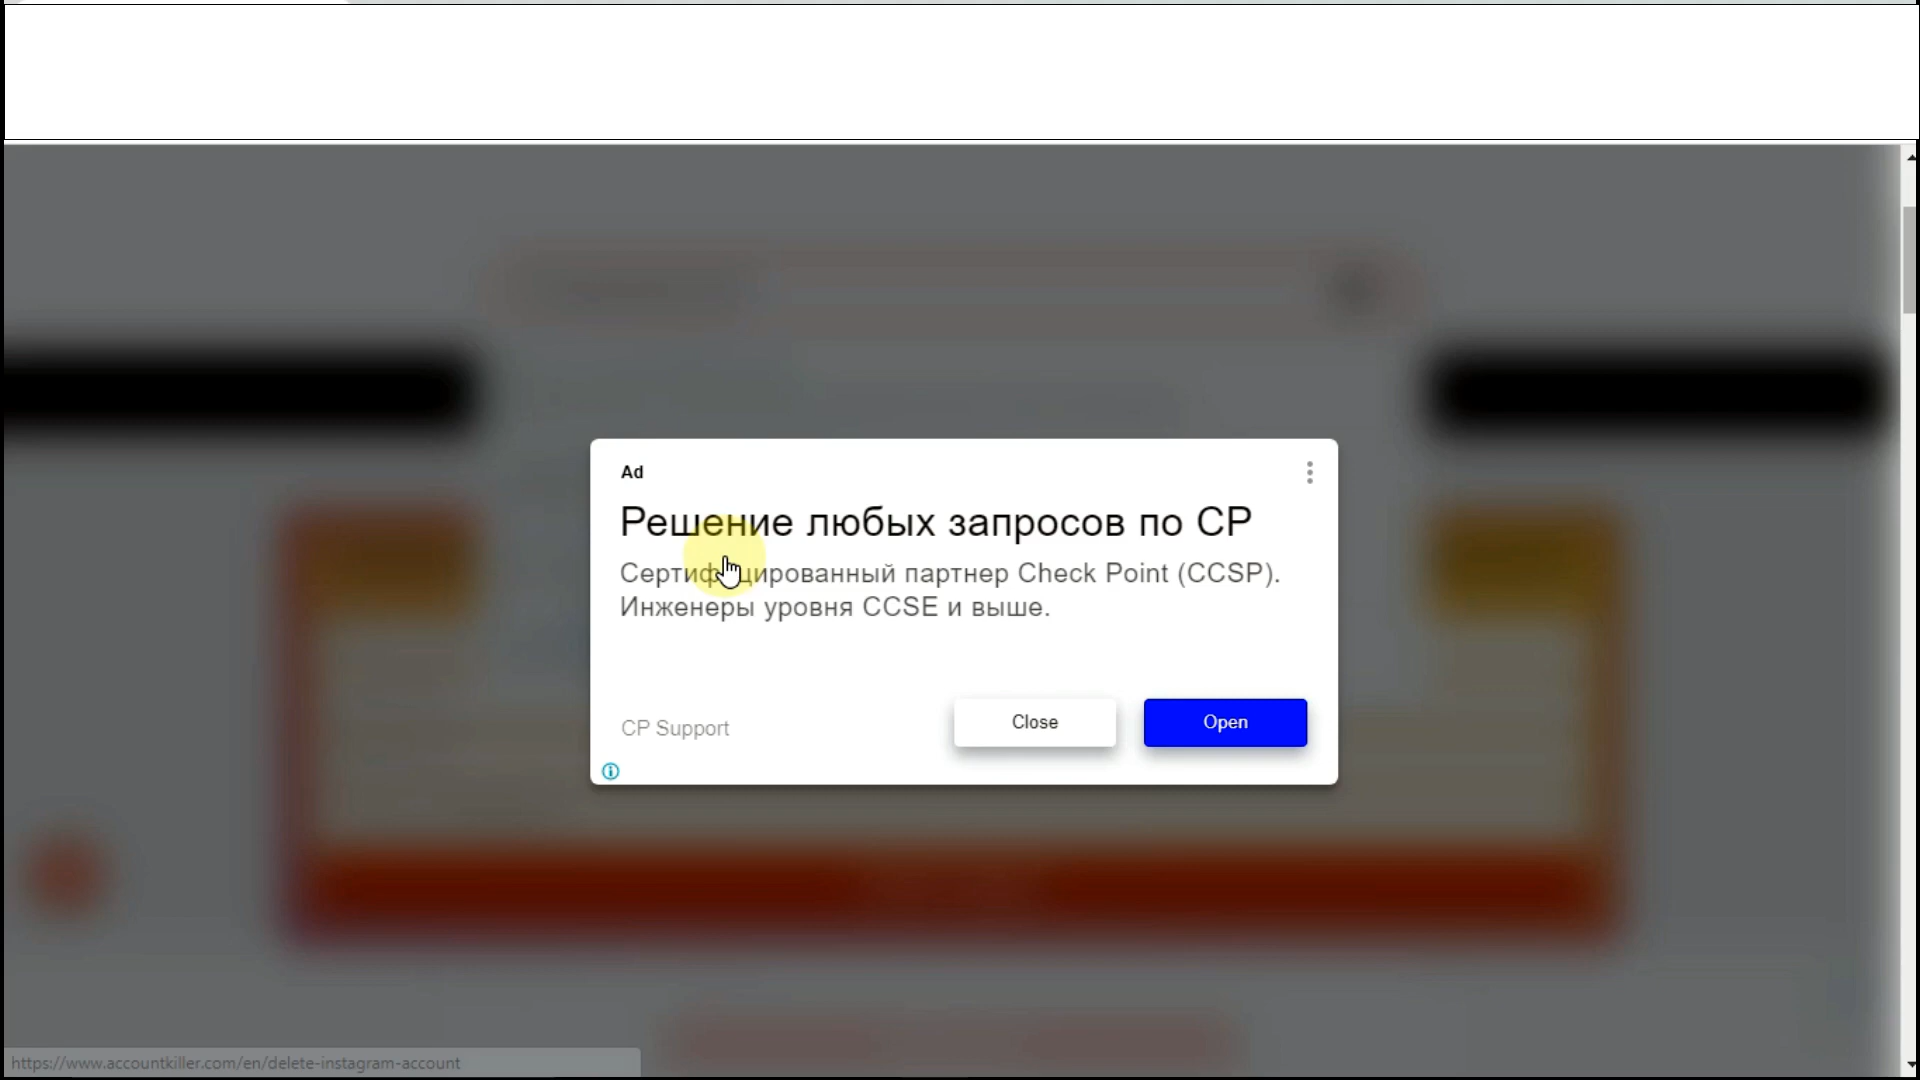 Ad
Решение любых запросов по CP
Сертифицированный партнер Check Point (CCSP).
Инженеры уровня CCSE и выше.
CP Support
Close
Open
https://www.accountkiller.com/en/delete-instagram-account